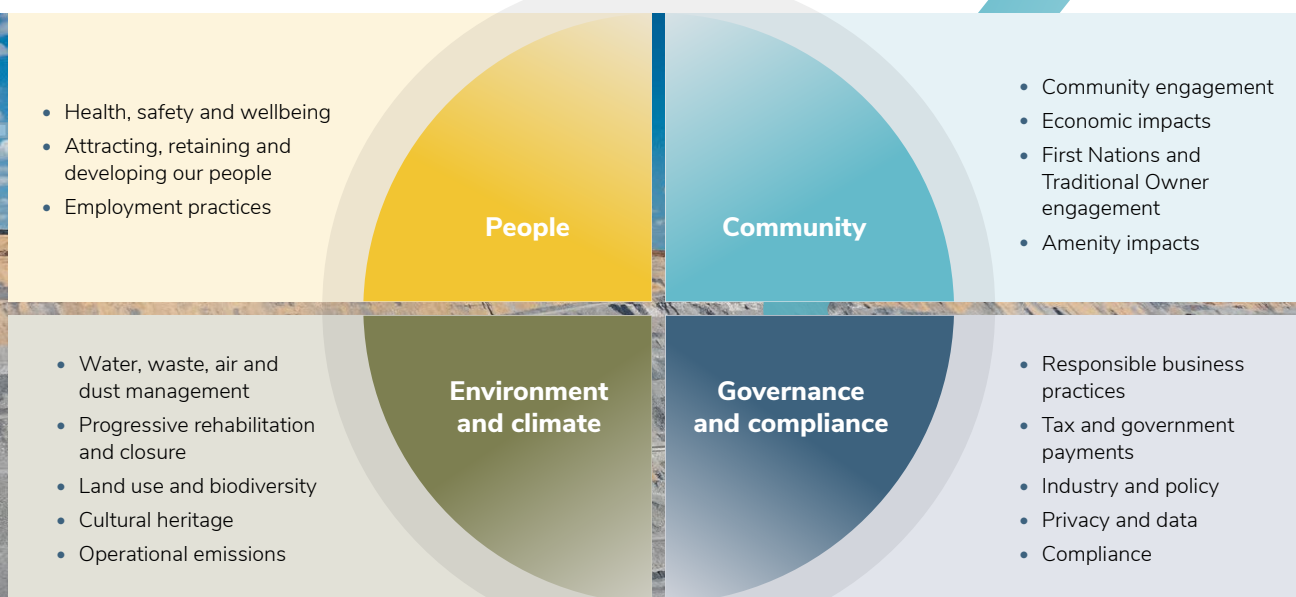 • Health, safety and wellbeing
• Attracting, retaining and
developing our people
• Employment practices
People
Community
• Community engagement
• Economic impacts
• First Nations and
Traditional Owner
engagement
• Amenity impacts
• Water, waste, air and
dust management
• Progressive rehabilitation
and closure
• Land use and biodiversity
• Cultural heritage
• Operational emissions
Environment
and climate
Governance
and compliance
• Responsible business
practices
• Tax and government
payments
• Industry and policy
• Privacy and data
• Compliance